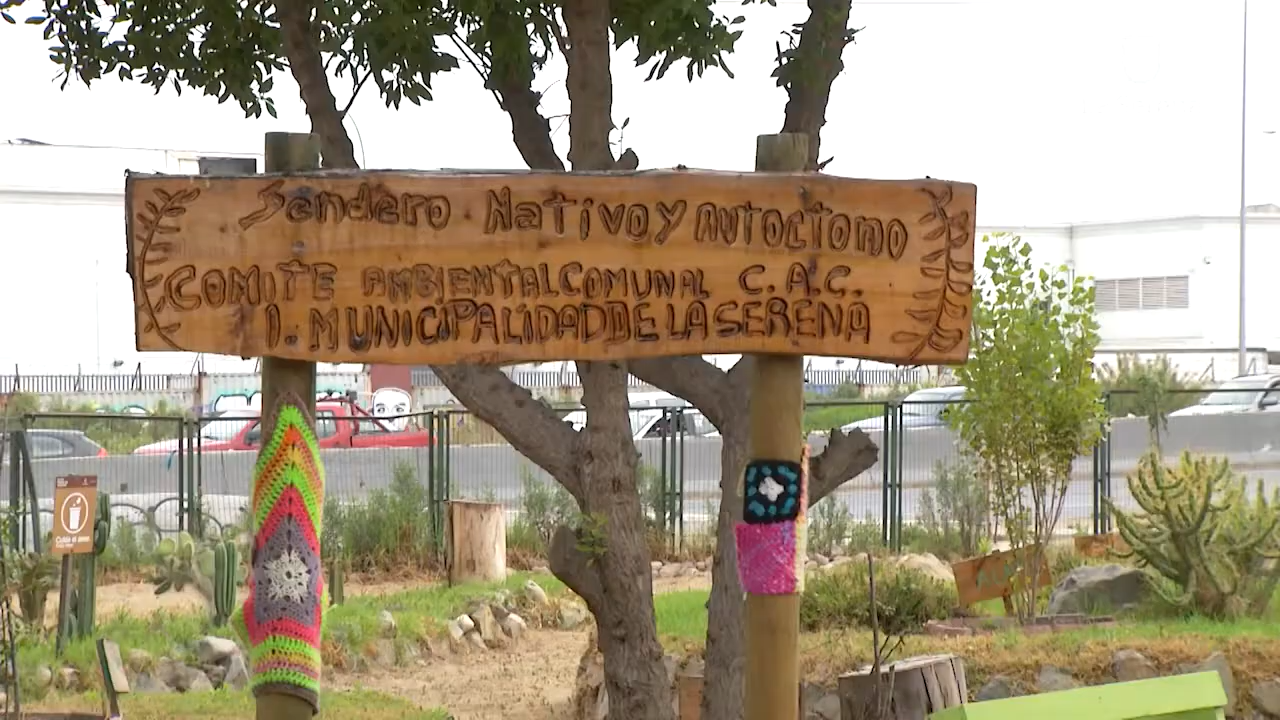 Sendero Nativo y AUTOCTONO
COMITE AMBIENTAL COMUNAL C.A.C.
I. MUNICIPALIDAD DE LA SERENA